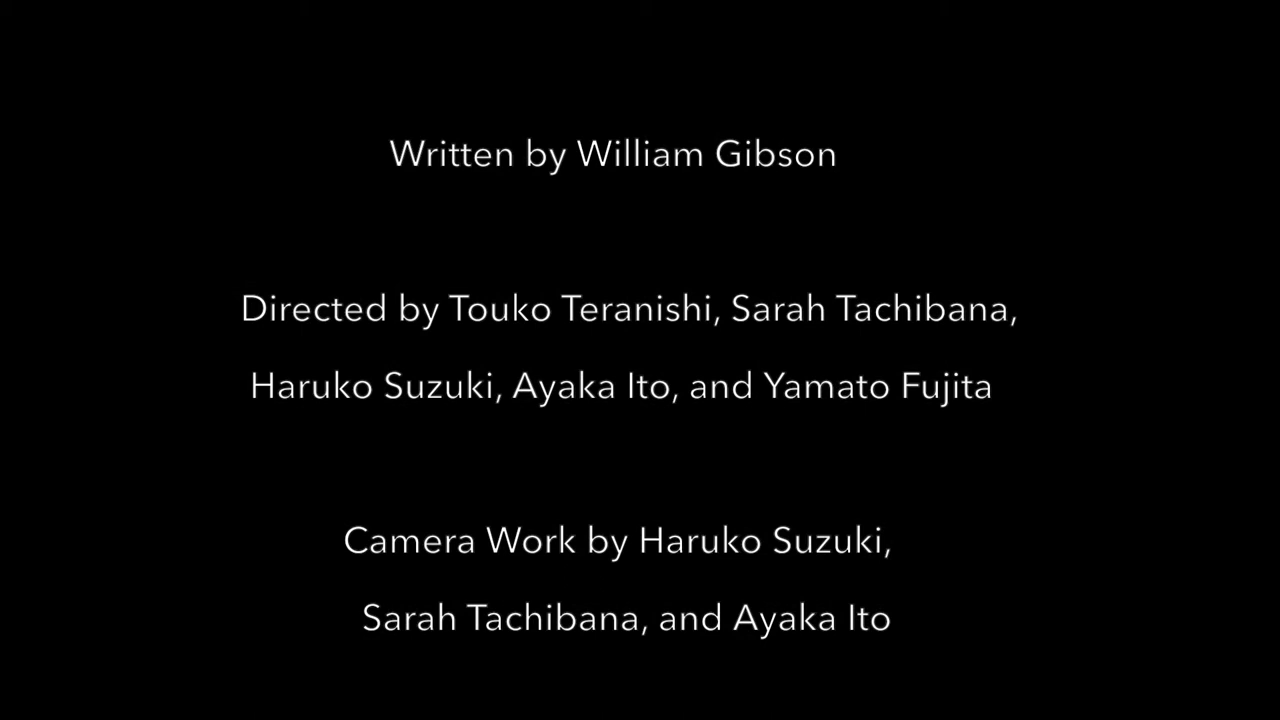 Written by William Gibson
Directed by Touko Teranishi, Sarah Tachibana,
Haruko Suzuki, Ayaka Ito, and Yamato Fujita
Camera Work by Haruko Suzuki,
Sarah Tachibana, and Ayaka Ito